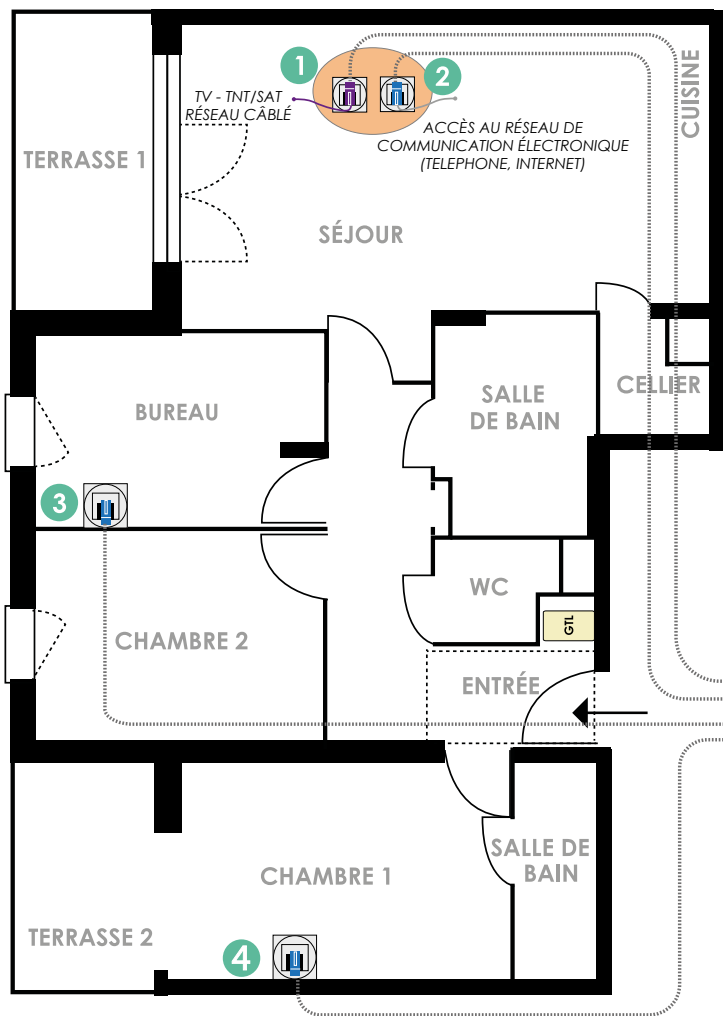 1
2
TV - TNT/SAT
RÉSEAU CÂBLÉ
ACCÈS AU RÉSEAU DE
COMMUNICATION ÉLECTRONIQUE
(TELEPHONE, INTERNET)
CUISINE
TERRASSE 1
SÉJOUR
BUREAU
SALLE
DE BAIN
CELLIER
3
WC
GTL
CHAMBRE 2
ENTRÉE
CHAMBRE 1
SALLE DE
BAIN
TERRASSE 2
4